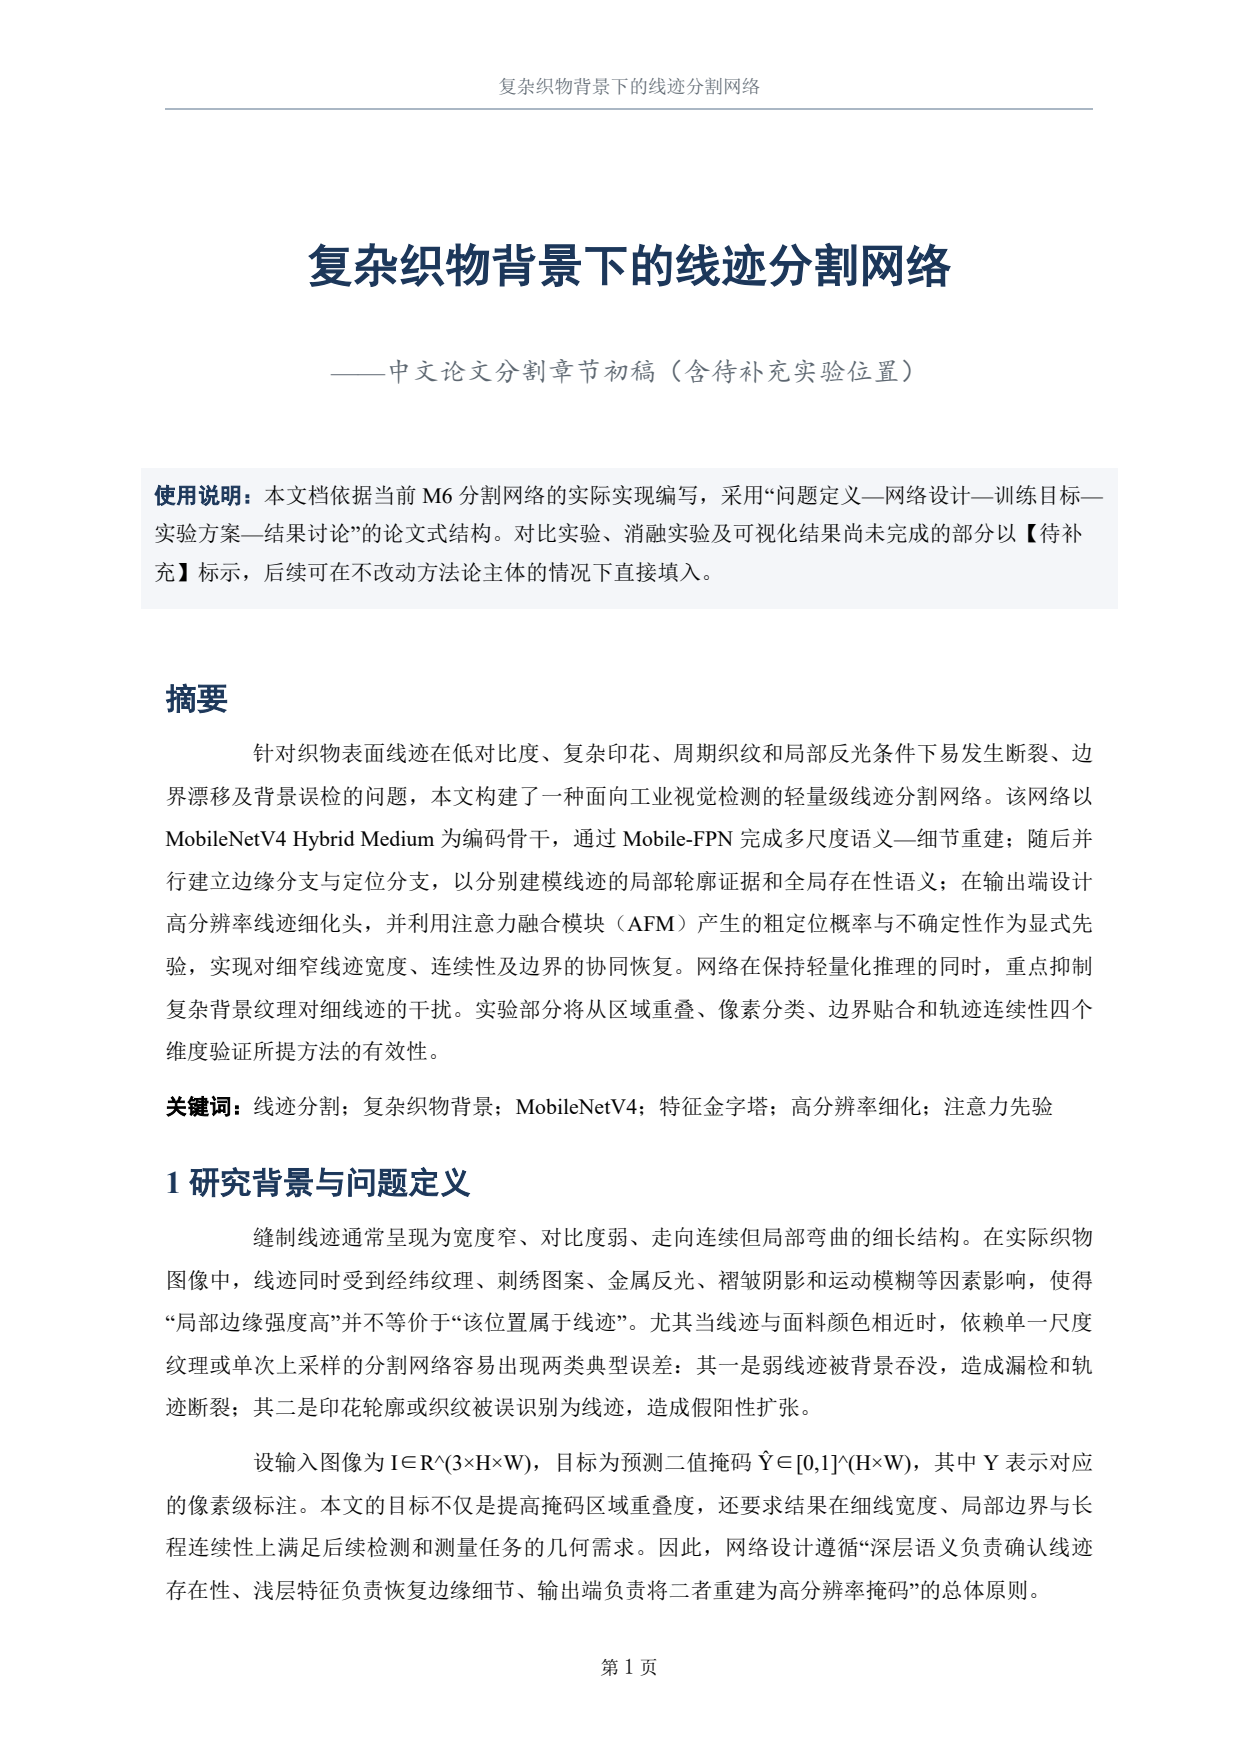 复杂织物背景下的线迹分割网络
复杂织物背景下的线迹分割网络
——中文论文分割章节初稿（含待补充实验位置）
使用说明：本文档依据当前 M6 分割网络的实际实现编写，采用“问题定义—网络设计—训练目标—
实验方案—结果讨论”的论文式结构。对比实验、消融实验及可视化结果尚未完成的部分以【待补
充】标示，后续可在不改动方法论主体的情况下直接填入。
摘要
针对织物表面线迹在低对比度、复杂印花、周期织纹和局部反光条件下易发生断裂、边
界漂移及背景误检的问题，本文构建了一种面向工业视觉检测的轻量级线迹分割网络。该网络以
MobileNetV4 Hybrid Medium 为编码骨干，通过 Mobile-FPN 完成多尺度语义—细节重建；随后并
行建立边缘分支与定位分支，以分别建模线迹的局部轮廓证据和全局存在性语义；在输出端设计
高分辨率线迹细化头，并利用注意力融合模块（AFM）产生的粗定位概率与不确定性作为显式先
验，实现对细窄线迹宽度、连续性及边界的协同恢复。网络在保持轻量化推理的同时，重点抑制
复杂背景纹理对细线迹的干扰。实验部分将从区域重叠、像素分类、边界贴合和轨迹连续性四个
维度验证所提方法的有效性。
关键词：线迹分割；复杂织物背景；MobileNetV4；特征金字塔；高分辨率细化；注意力先验
1 研究背景与问题定义
缝制线迹通常呈现为宽度窄、对比度弱、走向连续但局部弯曲的细长结构。在实际织物
图像中，线迹同时受到经纬纹理、刺绣图案、金属反光、褶皱阴影和运动模糊等因素影响，使得
“局部边缘强度高”并不等价于“该位置属于线迹”。尤其当线迹与面料颜色相近时，依赖单一尺度
纹理或单次上采样的分割网络容易出现两类典型误差：其一是弱线迹被背景吞没，造成漏检和轨
迹断裂；其二是印花轮廓或织纹被误识别为线迹，造成假阳性扩张。
设输入图像为 I∈R^(3×H×W)，目标为预测二值掩码 Ŷ∈[0,1]^(H×W)，其中 Y 表示对应
的像素级标注。本文的目标不仅是提高掩码区域重叠度，还要求结果在细线宽度、局部边界与长
程连续性上满足后续检测和测量任务的几何需求。因此，网络设计遵循“深层语义负责确认线迹
存在性、浅层特征负责恢复边缘细节、输出端负责将二者重建为高分辨率掩码”的总体原则。
第 1 页